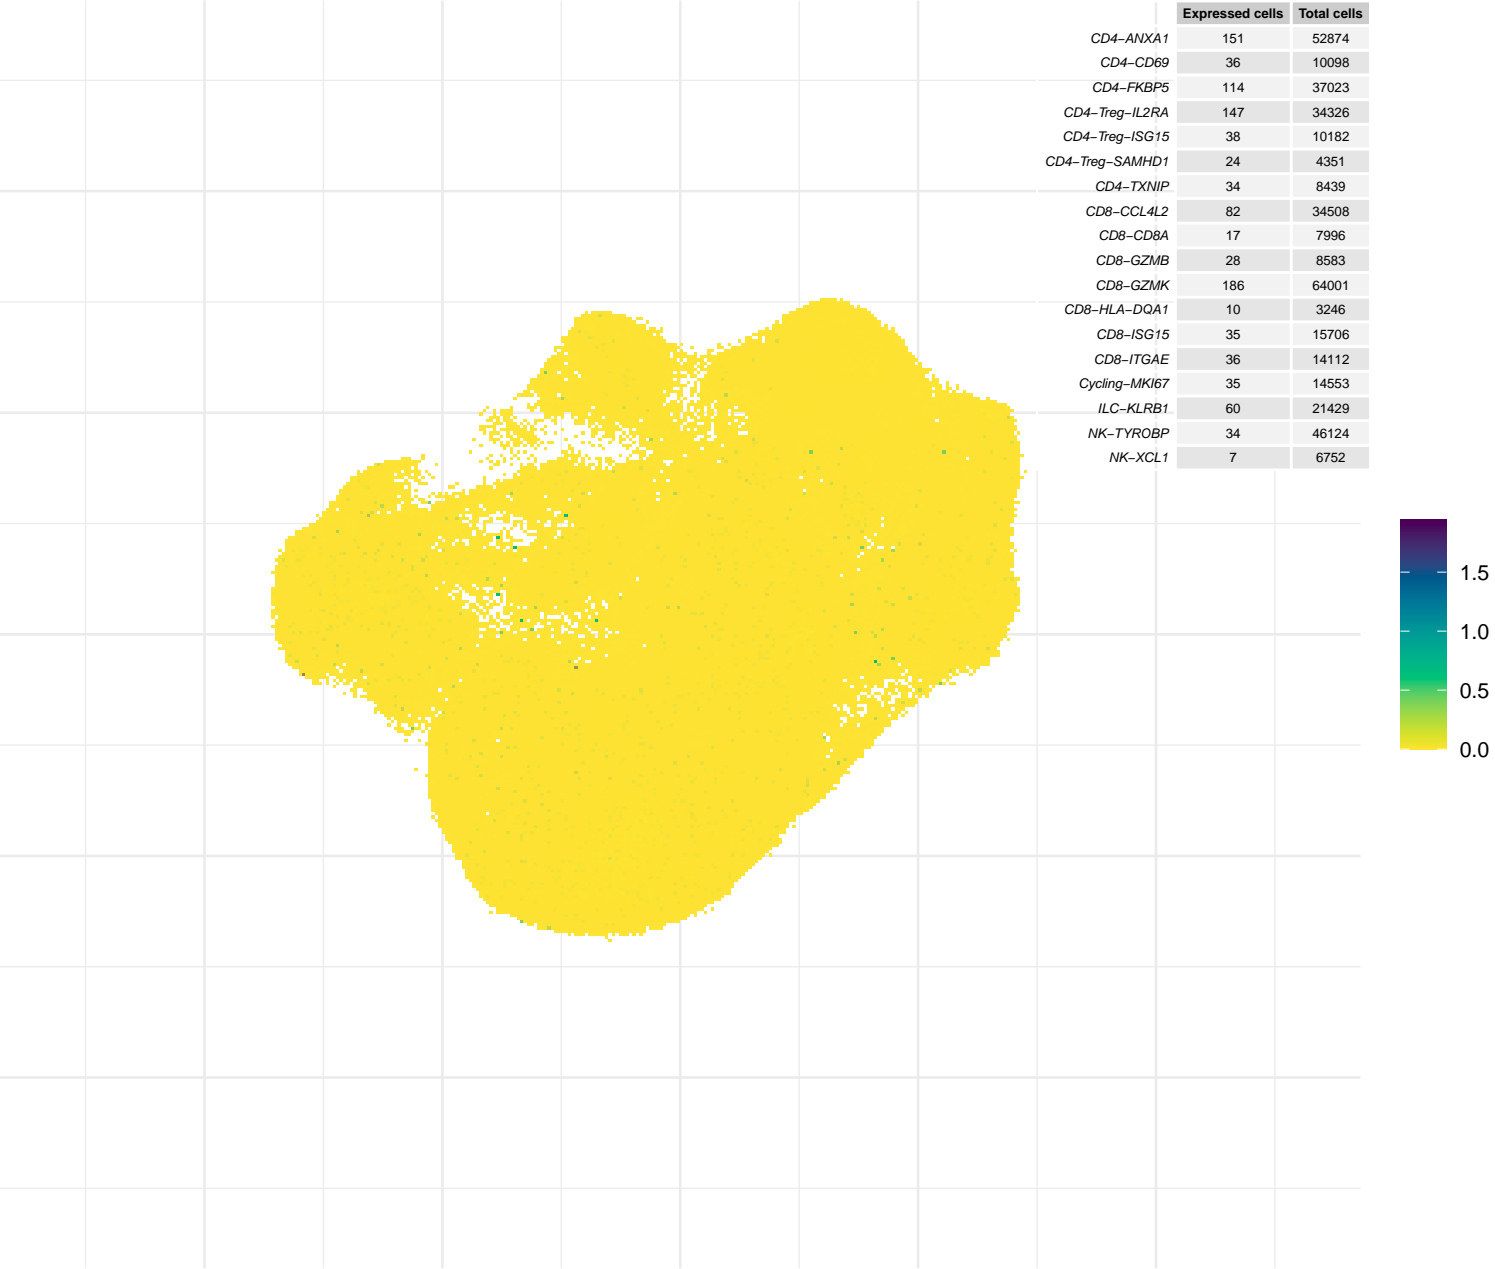 Expressed cells Total cells
CD4−ANXA1 151 52874
CD4−CD69 36 10098
CD4−FKBP5 114 37023
CD4−Treg−IL2RA 147 34326
CD4−Treg−ISG15 38 10182
CD4−Treg−SAMHD1 24 4351
CD4−TXNIP 34 8439
CD8−CCL4L2 82 34508
CD8−CD8A 17 7996
CD8−GZMB 28 8583
CD8−GZMK 186 64001
CD8−HLA−DQA1 10 3246
CD8−ISG15 35 15706
CD8−ITGAE 36 14112
Cycling−MKI67 35 14553
ILC−KLRB1 60 21429
NK−TYROBP 34 46124
NK−XCL1 7 6752
1.5
1.0
0.5
0.0